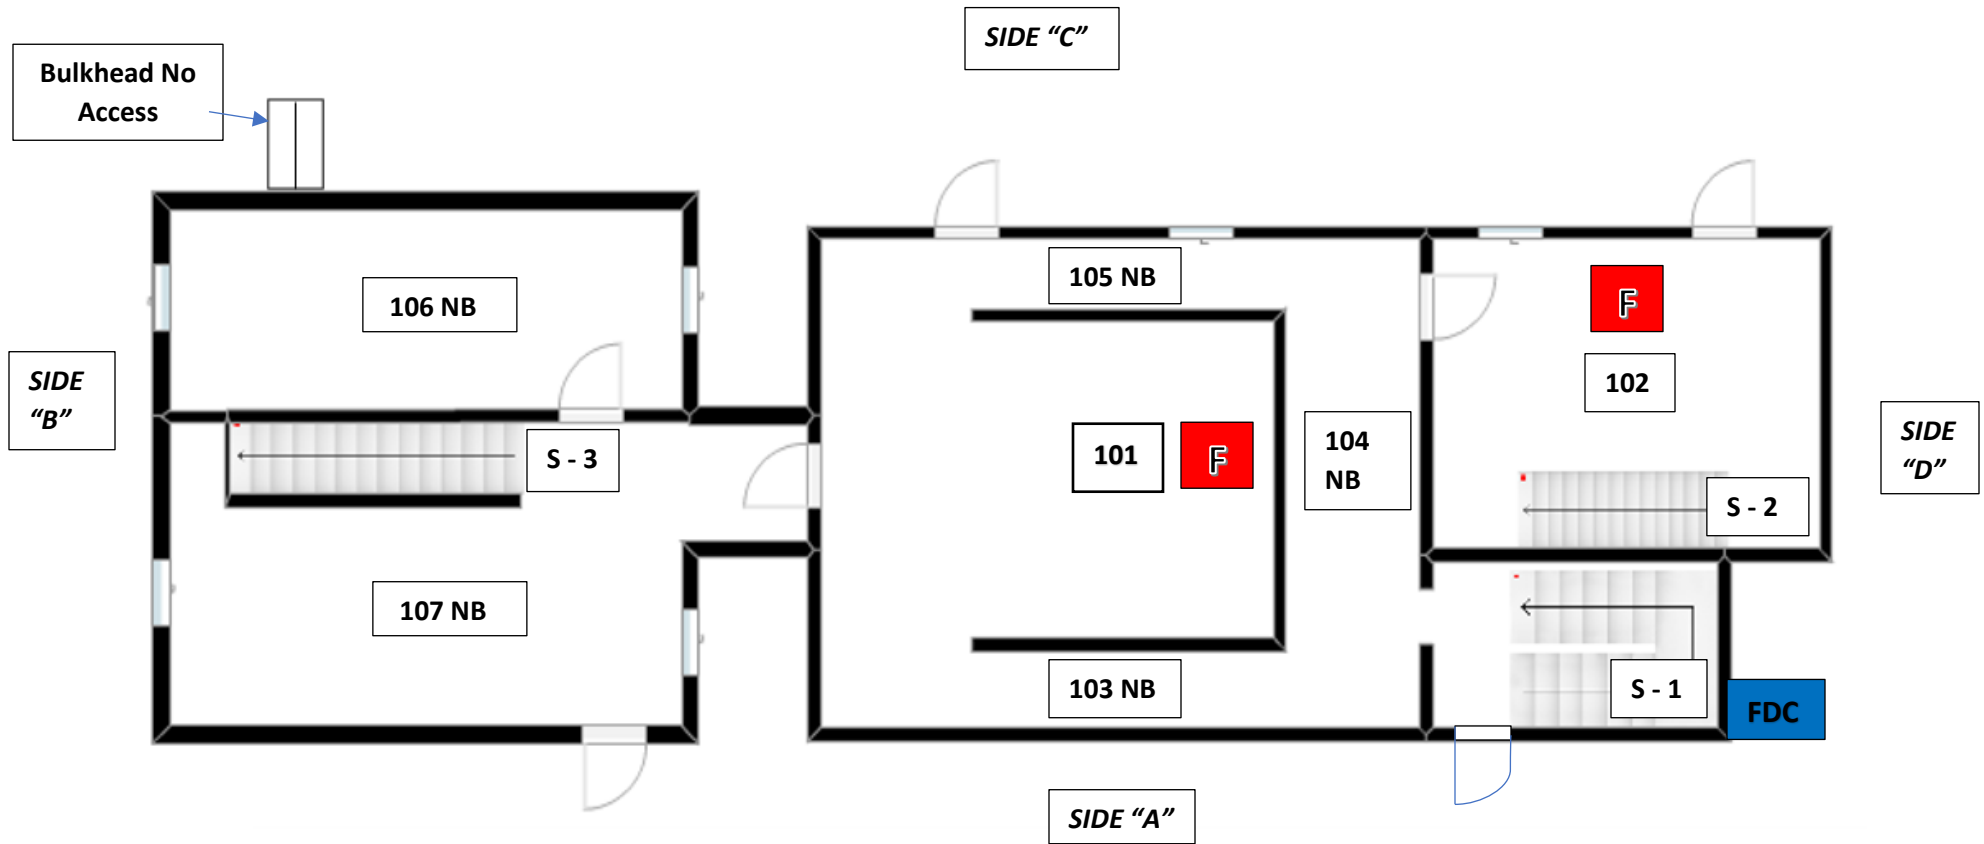 SIDE “C”
Bulkhead No
Access
105 NB
106 NB
F
102
SIDE
“B”
101
F
104
NB
SIDE
“D”
S - 3
S - 2
107 NB
103 NB
S - 1
FDC
SIDE “A”